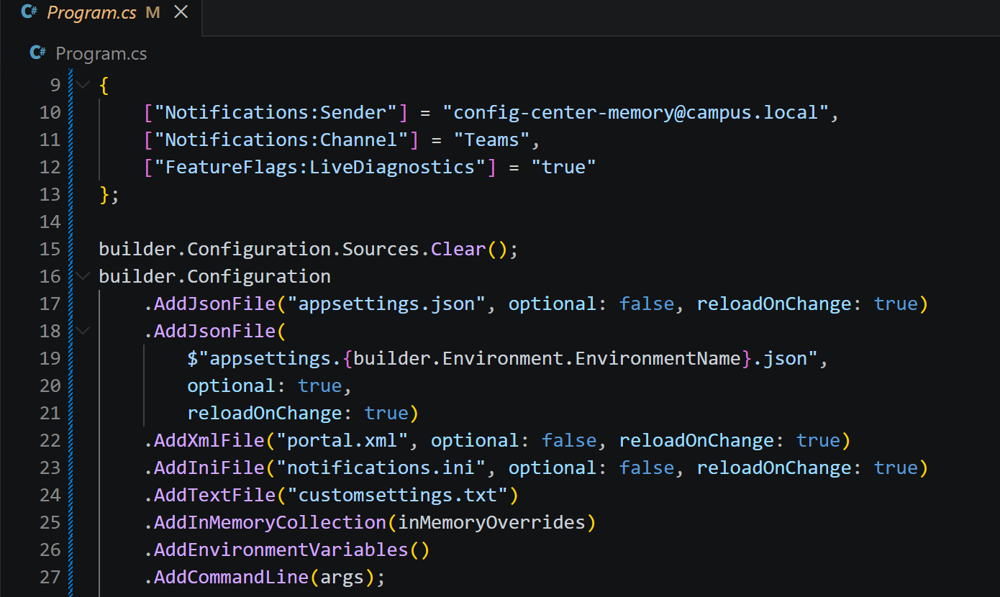 C# Program.cs M
C# Program.cs
9 {
10 ["Notifications:Sender"] = "config-center-memory@campus.local",
11 ["Notifications:Channel"] = "Teams",
12 ["FeatureFlags:LiveDiagnostics"] = "true"
13 };
14
15 builder.Configuration.Sources.Clear();
16 builder.Configuration
17 .AddJsonFile("appsettings.json", optional: false, reloadOnChange: true)
18 .AddJsonFile(
19 $"appsettings.{builder.Environment.EnvironmentName}.json",
20 optional: true,
21 reloadOnChange: true)
22 .AddXmlFile("portal.xml", optional: false, reloadOnChange: true)
23 .AddIniFile("notifications.ini", optional: false, reloadOnChange: true)
24 .AddTextFile("customsettings.txt")
25 .AddInMemoryCollection(inMemoryOverrides)
26 .AddEnvironmentVariables()
27 .AddCommandLine(args);